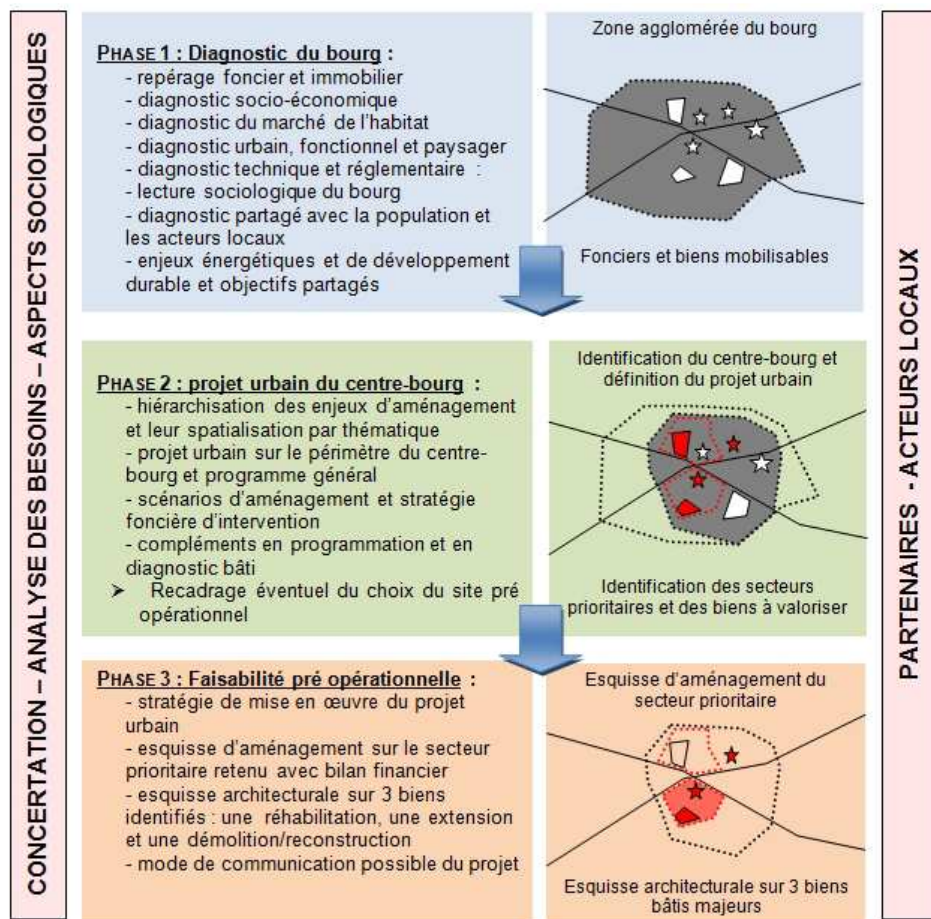 CONCERTATION – ANALYSE DES BESOINS – ASPECTS SOCIOLOGIQUES
PHASE 1 : Diagnostic du bourg :
- repérage foncier et immobilier
- diagnostic socio-économique
- diagnostic du marché de l'habitat
- diagnostic urbain, fonctionnel et paysager
- diagnostic technique et réglementaire :
- lecture sociologique du bourg
- diagnostic partagé avec la population et
les acteurs locaux
- enjeux énergétiques et de développement
durable et objectifs partagés
Zone agglomérée du bourg
Fonciers et biens mobilisables
PHASE 2 : projet urbain du centre-bourg :
- hiérarchisation des enjeux d'aménagement
et leur spatialisation par thématique
- projet urbain sur le périmètre du centre-
bourg et programme général
- scénarios d'aménagement et stratégie
foncière d'intervention
- compléments en programmation et en
diagnostic bâti
➢ Recadrage éventuel du choix du site pré
opérationnel
Identification du centre-bourg et
définition du projet urbain
Identification des secteurs
prioritaires et des biens à valoriser
PHASE 3 : Faisabilité pré opérationnelle :
- stratégie de mise en œuvre du projet
urbain
- esquisse d'aménagement sur le secteur
prioritaire retenu avec bilan financier
- esquisse architecturale sur 3 biens
identifiés : une réhabilitation, une extension
et une démolition/reconstruction
- mode de communication possible du projet
Esquisse d'aménagement du
secteur prioritaire
Esquisse architecturale sur 3 biens
bâtis majeurs
PARTENAIRES - ACTEURS LOCAUX